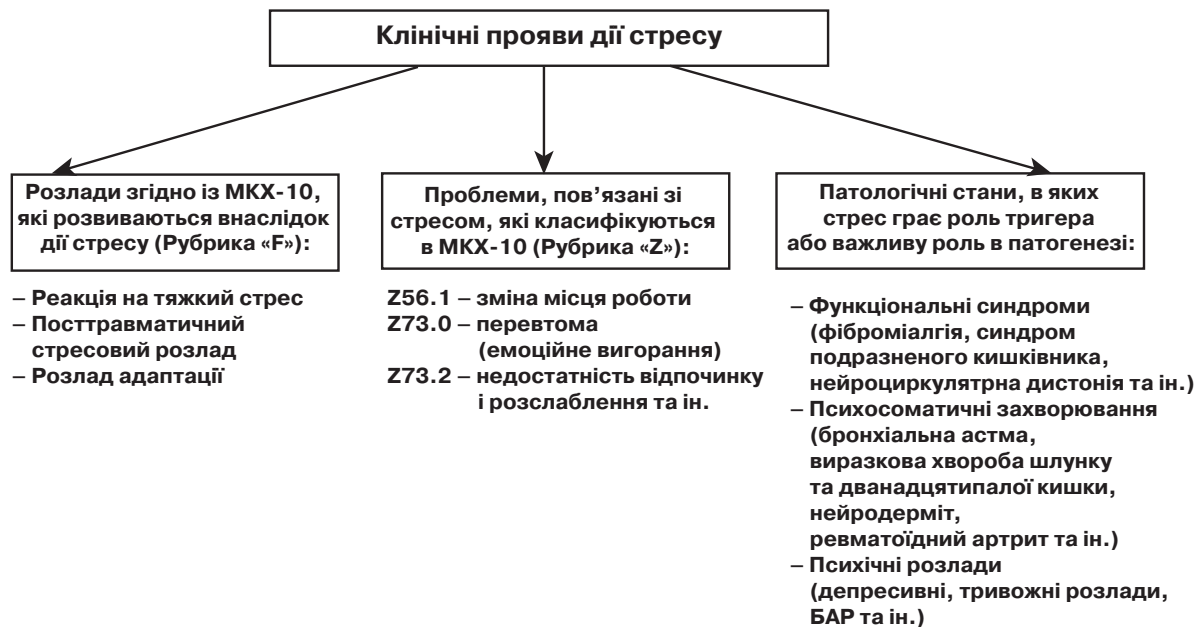 Клінічні прояви дії стресу
Розлади згідно із МКХ-10,
які розвиваються внаслідок
дії стресу (Рубрика «F»):
– Реакція на тяжкий стрес
– Посттравматичний
стресовий розлад
– Розлад адаптації
Проблеми, пов’язані зі
стресом, які класифікуються
в МКХ-10 (Рубрика «Z»):
Z56.1 – зміна місця роботи
Z73.0 – перевтома
(емоційне вигорання)
Z73.2 – недостатність відпочинку
і розслаблення та ін.
Патологічні стани, в яких
стрес грає роль тригера
або важливу роль в патогенезі:
– Функціональні синдроми
(фіброміалгія, синдром
подразненого кишківника,
нейроциркулятрна дистонія та ін.)
– Психосоматичні захворювання
(бронхіальна астма,
виразкова хвороба шлунку
та дванадцятипалої кишки,
нейродерміт,
ревматоїдний артрит та ін.)
– Психічні розлади
(депресивні, тривожні розлади,
БАР та ін.)